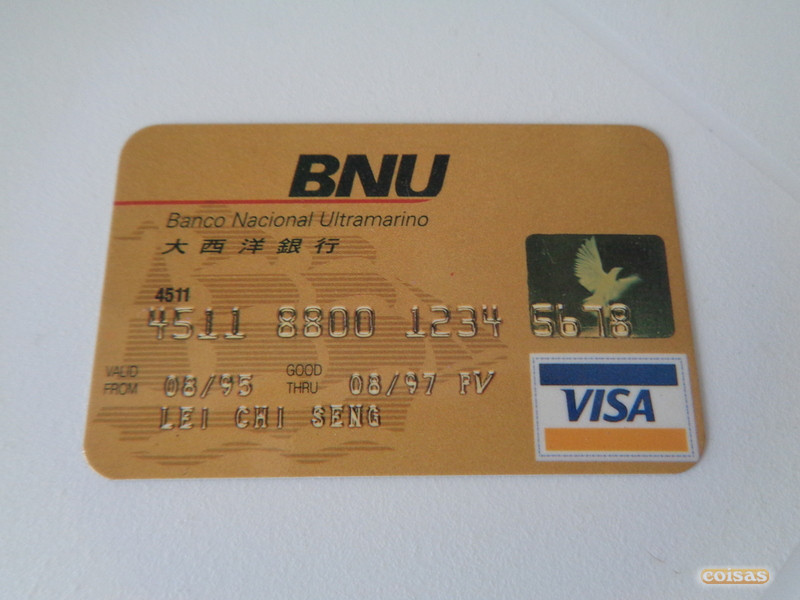 BNU
Banco Nacional Ultramarino
大西洋銀行
4511
4511 8800 1234 5678
VALID FROM 08/95 GOOD THRU 08/97 PV
LEI CHI SENG
VISA
coisas